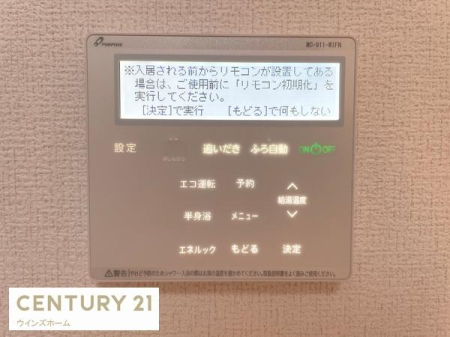 PURPOSE
※入居される前からリモコンが設置してある
場合は、ご使用前に「リモコン初期化」を
実行してください。
[決定]で実行 [もどる]で何もしない
設定 追いだき ふろ自動 ON OFF
エコ運転 予約
給湯温度
半身浴 メニュー
エネルック もどる 決定
CENTURY 21
ウインズホーム